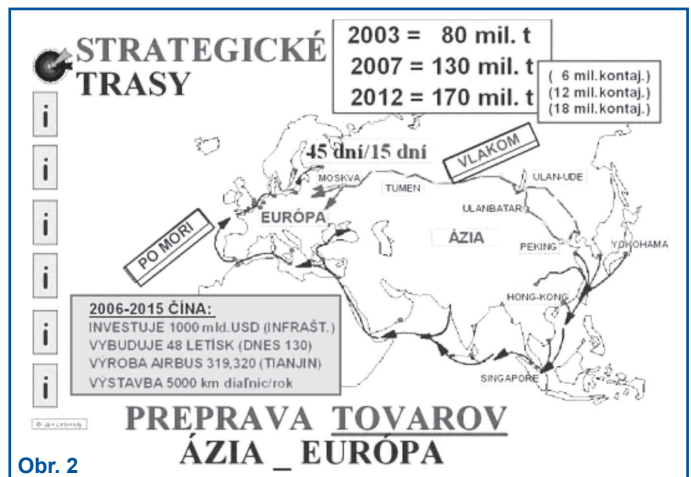 STRATEGICKÉ
TRASY
2003 = 80 mil. t
2007 = 130 mil. t
2012 = 170 mil. t
( 6 mil.kontaj.)
(12 mil.kontaj.)
(18 mil.kontaj.)
i
i
i
i
i
i
45 dní/15 dní
VLAKOM
MOSKVA
TUMEN
ULAN-UDE
ULANBATAR
EURÓPA
ÁZIA
PEKING
YOKOHAMA
PO MORI
HONG-KONG
SINGAPORE
2006-2015 ČÍNA:
INVESTUJE 1000 mld.USD (INFRAŠT.)
VYBUDUJE 48 LETÍSK (DNES 130)
VÝROBA AIRBUS 319,320 (TIANJIN)
VÝSTAVBA 5000 km diaľnic/rok
PREPRAVA TOVAROV
ÁZIA _ EURÓPA
Obr. 2